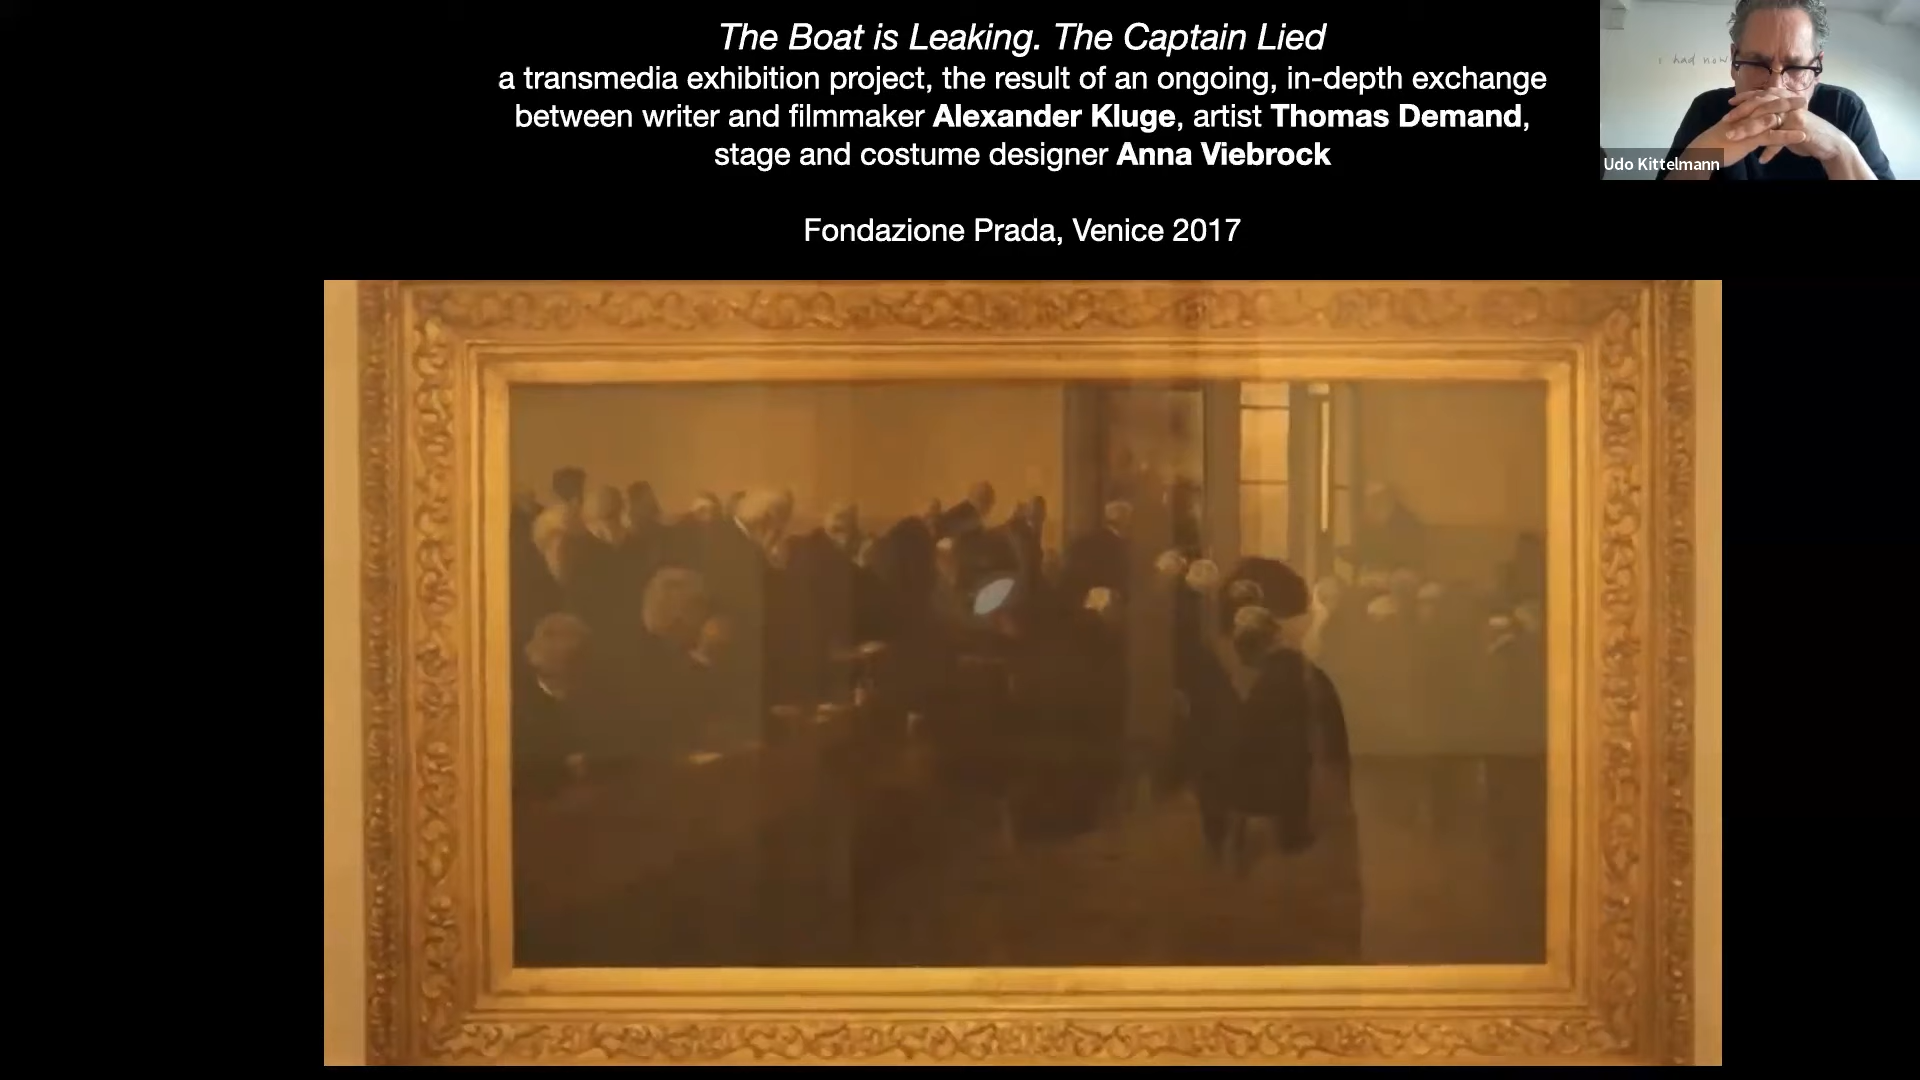 The Boat is Leaking. The Captain Lied
a transmedia exhibition project, the result of an ongoing, in-depth exchange
between writer and filmmaker Alexander Kluge, artist Thomas Demand,
stage and costume designer Anna Viebrock
Fondazione Prada, Venice 2017
i had now
Udo Kittelmann